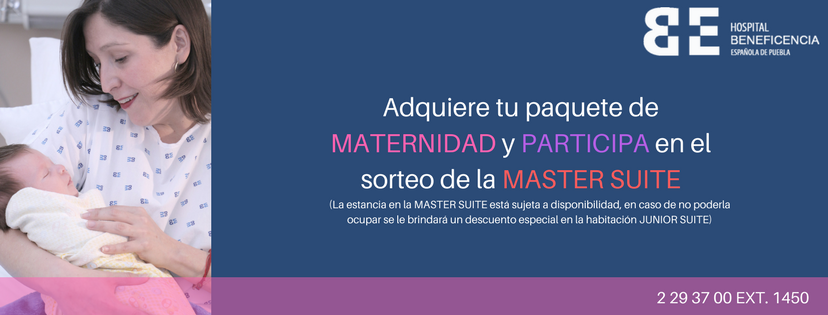 HOSPITAL
BENEFICENCIA
ESPAÑOLA DE PUEBLA
Adquiere tu paquete de
MATERNIDAD y PARTICIPA en el
sorteo de la MASTER SUITE
(La estancia en la MASTER SUITE está sujeta a disponibilidad, en caso de no poderla
ocupar se le brindará un descuento especial en la habitación JUNIOR SUITE)
2 29 37 00 EXT. 1450